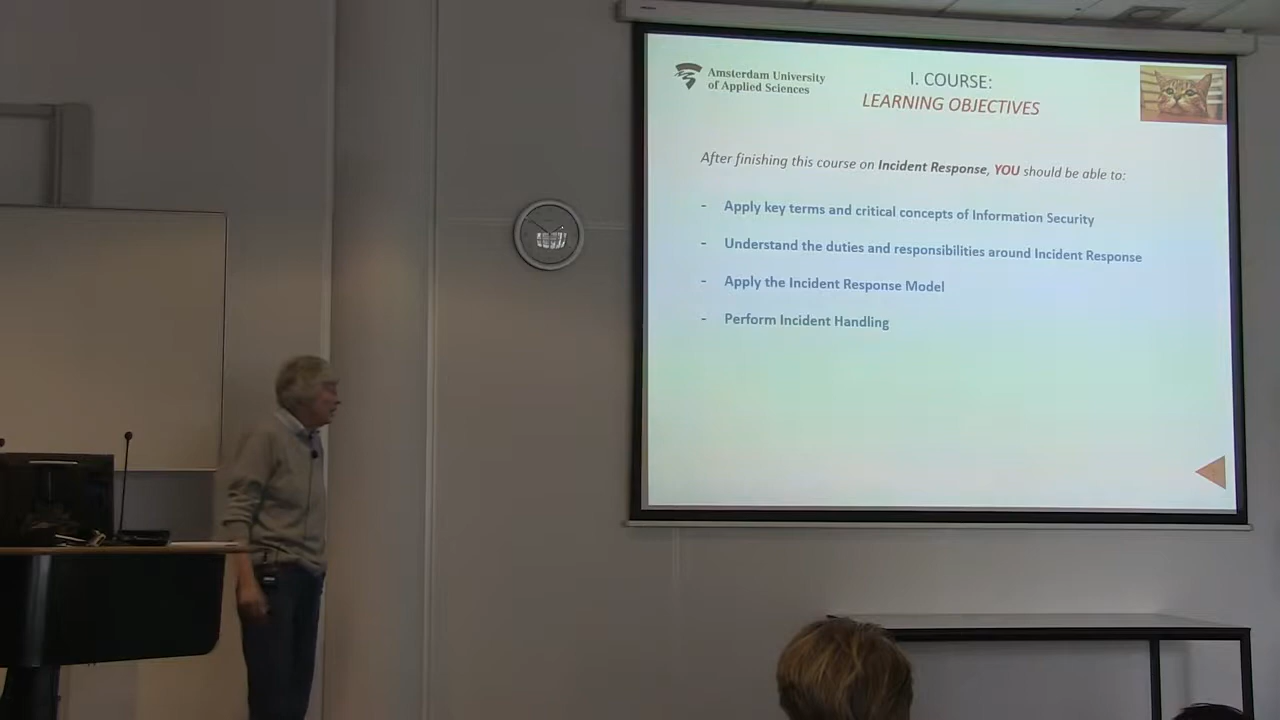 Amsterdam University
of Applied Sciences
I. COURSE:
LEARNING OBJECTIVES
After finishing this course on Incident Response, YOU should be able to:
- Apply key terms and critical concepts of Information Security
- Understand the duties and responsibilities around Incident Response
- Apply the Incident Response Model
- Perform Incident Handling